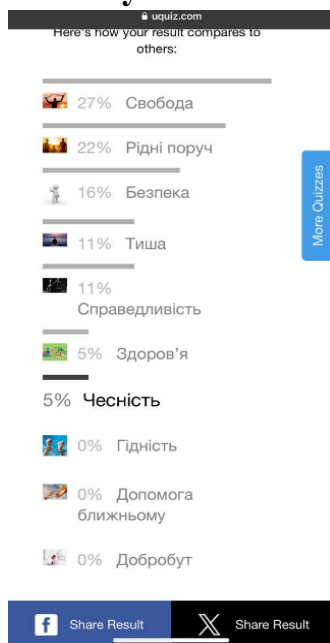 uquiz.com
Here's how your result compares to
others:
27% Свобода
22% Рідні поруч
16% Безпека
More Quizzes
11% Тиша
11%
Справедливість
5% Здоров'я
5% Чесність
0% Гідність
0% Допомога
ближньому
0% Добробут
f Share Result
X Share Result